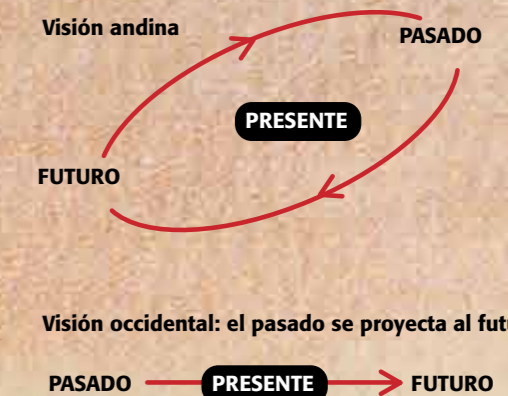 Visión andina
PASADO
PRESENTE
FUTURO
Visión occidental: el pasado se proyecta al
PASADO PRESENTE FUTURO